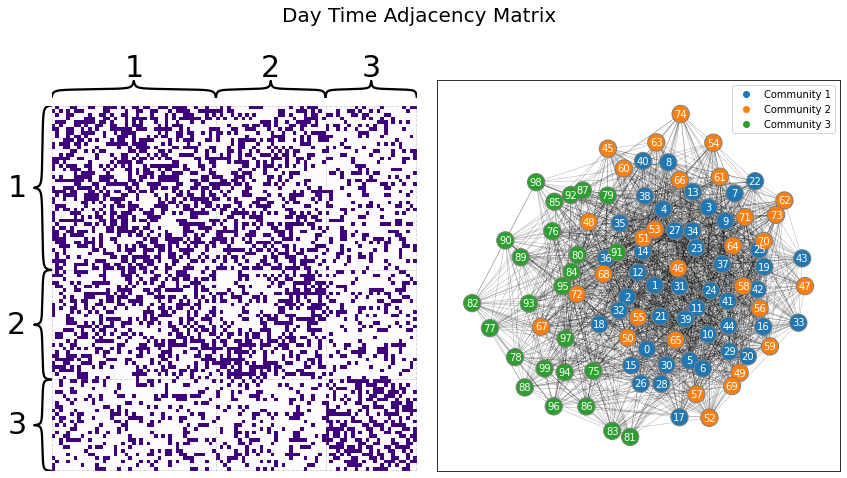 Day Time Adjacency Matrix
1 2 3
1
2
3
Community 1
Community 2
Community 3
74
63 54
45
40 8
60
98 66 61 22
92 87 79 38 13 7
85 62
4 3 71 73
48 35 9
76 53 27 34
90 51 64 70
89 80 36 91 14 23 25
84 68 12 46 37 19 43
95 1 31 24 58 42 47
82 93 72 2 41
32 55 21 39 11 56
77 67 18 44 16 33
97 50 65 10
78 0 5 29 20 59
99 94 75 15 30 6 49
88 26 28 69
57
96 86
17 52
83 81